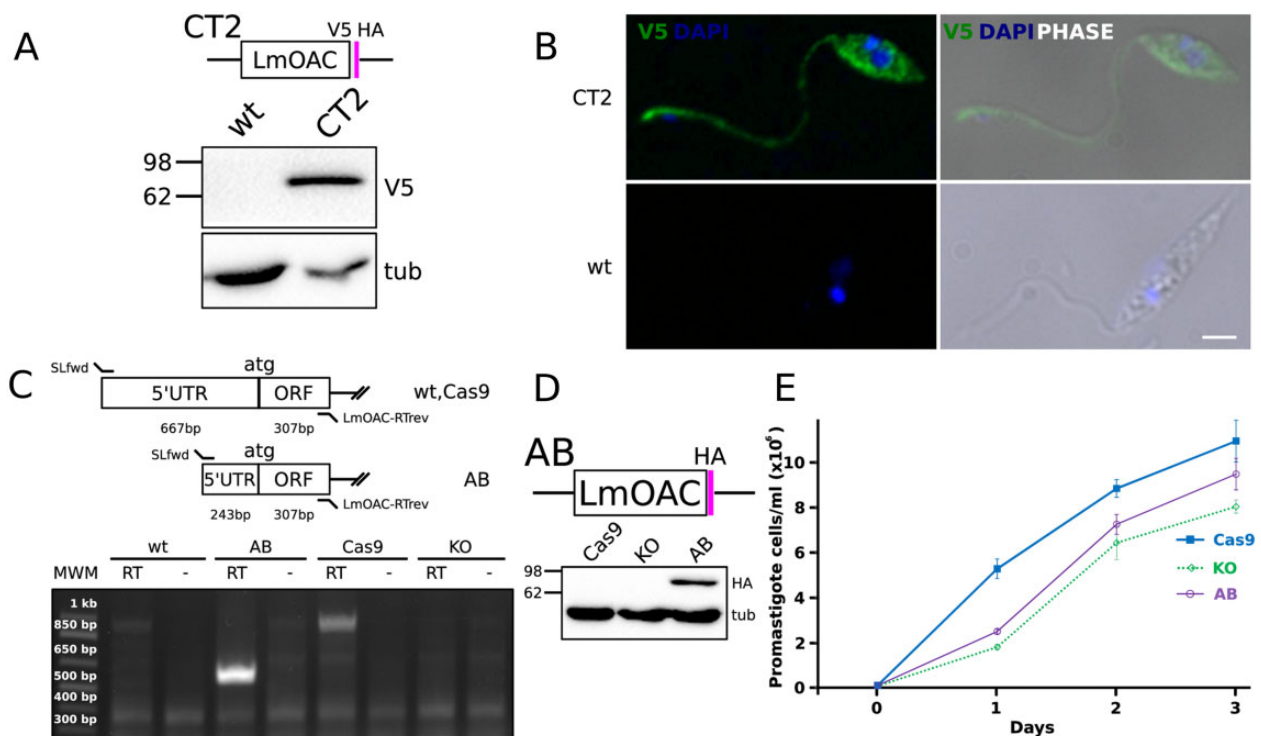 A
CT2
V5 HA
LmOAC
wt
CT2
98
62
V5
tub
B
V5 DAPI
V5 DAPI PHASE
CT2
wt
C
SLfwd
atg
5'UTR
ORF
wt,Cas9
667bp
307bp
LmOAC-RTrev
SLfwd
atg
5'UTR
ORF
AB
243bp
307bp
LmOAC-RTrev
wt
AB
Cas9
KO
MWM
RT
-
RT
-
RT
-
RT
-
1 kb
850 bp
650 bp
500 bp
400 bp
300 bp
D
AB
HA
LmOAC
Cas9
KO
AB
98
62
HA
tub
E
Promastigote cells/ml (x10⁶)
10
8
6
4
2
0
0
1
2
3
Days
Cas9
KO
AB